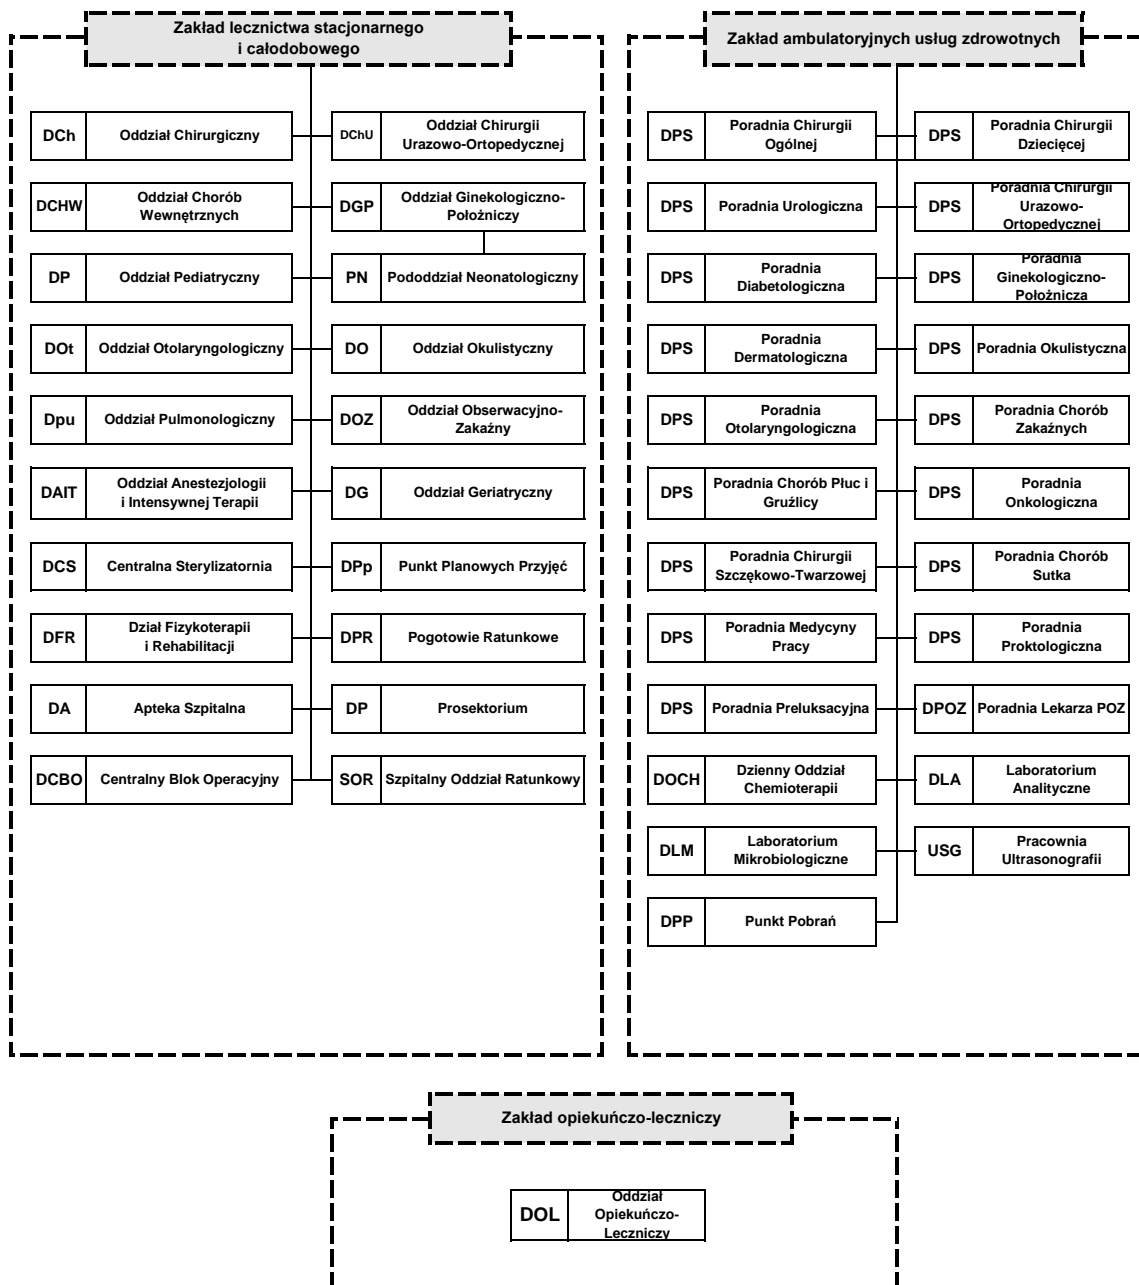 Zakład lecznictwa stacjonarnego
i całodobowego
DCh
Oddział Chirurgiczny
DChU
Oddział Chirurgii
Urazowo-Ortopedycznej
DCHW
Oddział Chorób
Wewnętrznych
DGP
Oddział Ginekologiczno-
Położniczy
DP
Oddział Pediatryczny
PN
Pododdział Neonatologiczny
DOt
Oddział Otolaryngologiczny
DO
Oddział Okulistyczny
Dpu
Oddział Pulmonologiczny
DOZ
Oddział Obserwacyjno-
Zakaźny
DAIT
Oddział Anestezjologii
i Intensywnej Terapii
DG
Oddział Geriatryczny
DCS
Centralna Sterylizatornia
DPp
Punkt Planowych Przyjęć
DFR
Dział Fizykoterapii
i Rehabilitacji
DPR
Pogotowie Ratunkowe
DA
Apteka Szpitalna
DP
Prosektorium
DCBO
Centralny Blok Operacyjny
SOR
Szpitalny Oddział Ratunkowy
Zakład ambulatoryjnych usług zdrowotnych
DPS
Poradnia Chirurgii
Ogólnej
DPS
Poradnia Chirurgii
Dziecięcej
DPS
Poradnia Urologiczna
DPS
Poradnia Chirurgii
Urazowo-
Ortopedycznej
DPS
Poradnia
Diabetologiczna
DPS
Poradnia
Ginekologiczno-
Położnicza
DPS
Poradnia
Dermatologiczna
DPS
Poradnia Okulistyczna
DPS
Poradnia
Otolaryngologiczna
DPS
Poradnia Chorób
Zakaźnych
DPS
Poradnia Chorób Płuc i
Gruźlicy
DPS
Poradnia
Onkologiczna
DPS
Poradnia Chirurgii
Szczękowo-Twarzowej
DPS
Poradnia Chorób
Sutka
DPS
Poradnia Medycyny
Pracy
DPS
Poradnia
Proktologiczna
DPS
Poradnia Preluksacyjna
DPOZ
Poradnia Lekarza POZ
DOCH
Dzienny Oddział
Chemioterapii
DLA
Laboratorium
Analityczne
DLM
Laboratorium
Mikrobiologiczne
USG
Pracownia
Ultrasonografii
DPP
Punkt Pobrań
Zakład opiekuńczo-leczniczy
DOL
Oddział
Opiekuńczo-
Leczniczy